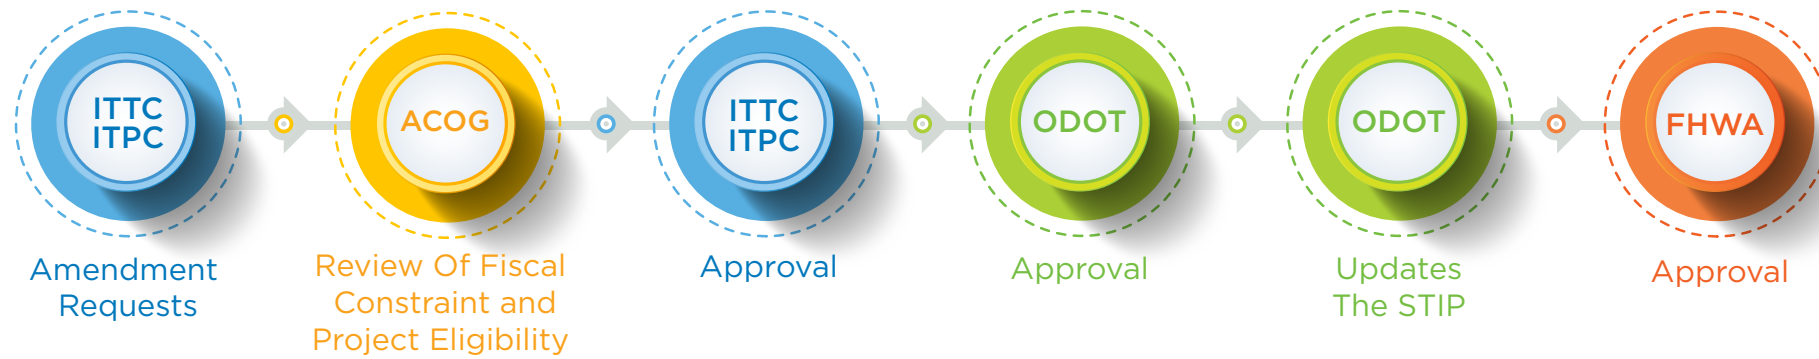 ITTC
ITPC
Amendment
Requests
ACOG
Review Of Fiscal
Constraint and
Project Eligibility
ITTC
ITPC
Approval
ODOT
Approval
ODOT
Updates
The STIP
FHWA
Approval